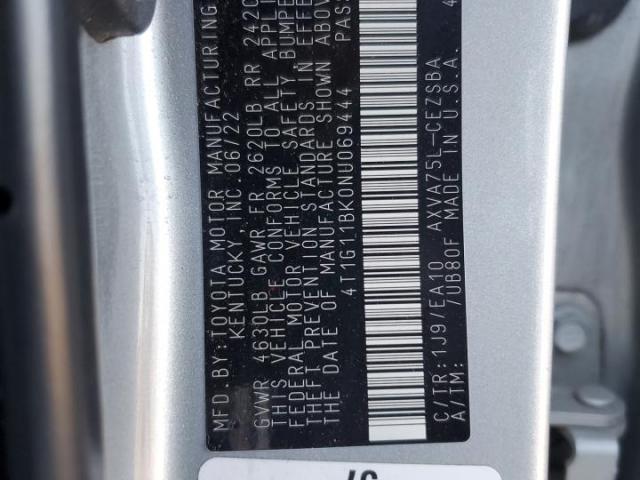 MFD.BY: TOYOTA MOTOR MANUFACTURING
KENTUCKY, INC. 06/22
GVWR 4630LB GAWR FR 2620LB RR 2420
THIS VEHICLE CONFORMS TO ALL APPLI
FEDERAL MOTOR VEHICLE SAFETY, BUMPE
THEFT PREVENTION STANDARDS IN EFFE
THE DATE OF MANUFACTURE SHOWN ABOV
4T1G11BK0NU069444 PASS
C/TR: 1J9/EA10 AXVA75L-CEZSBA
A/TM: /UB80F MADE IN U.S.A.